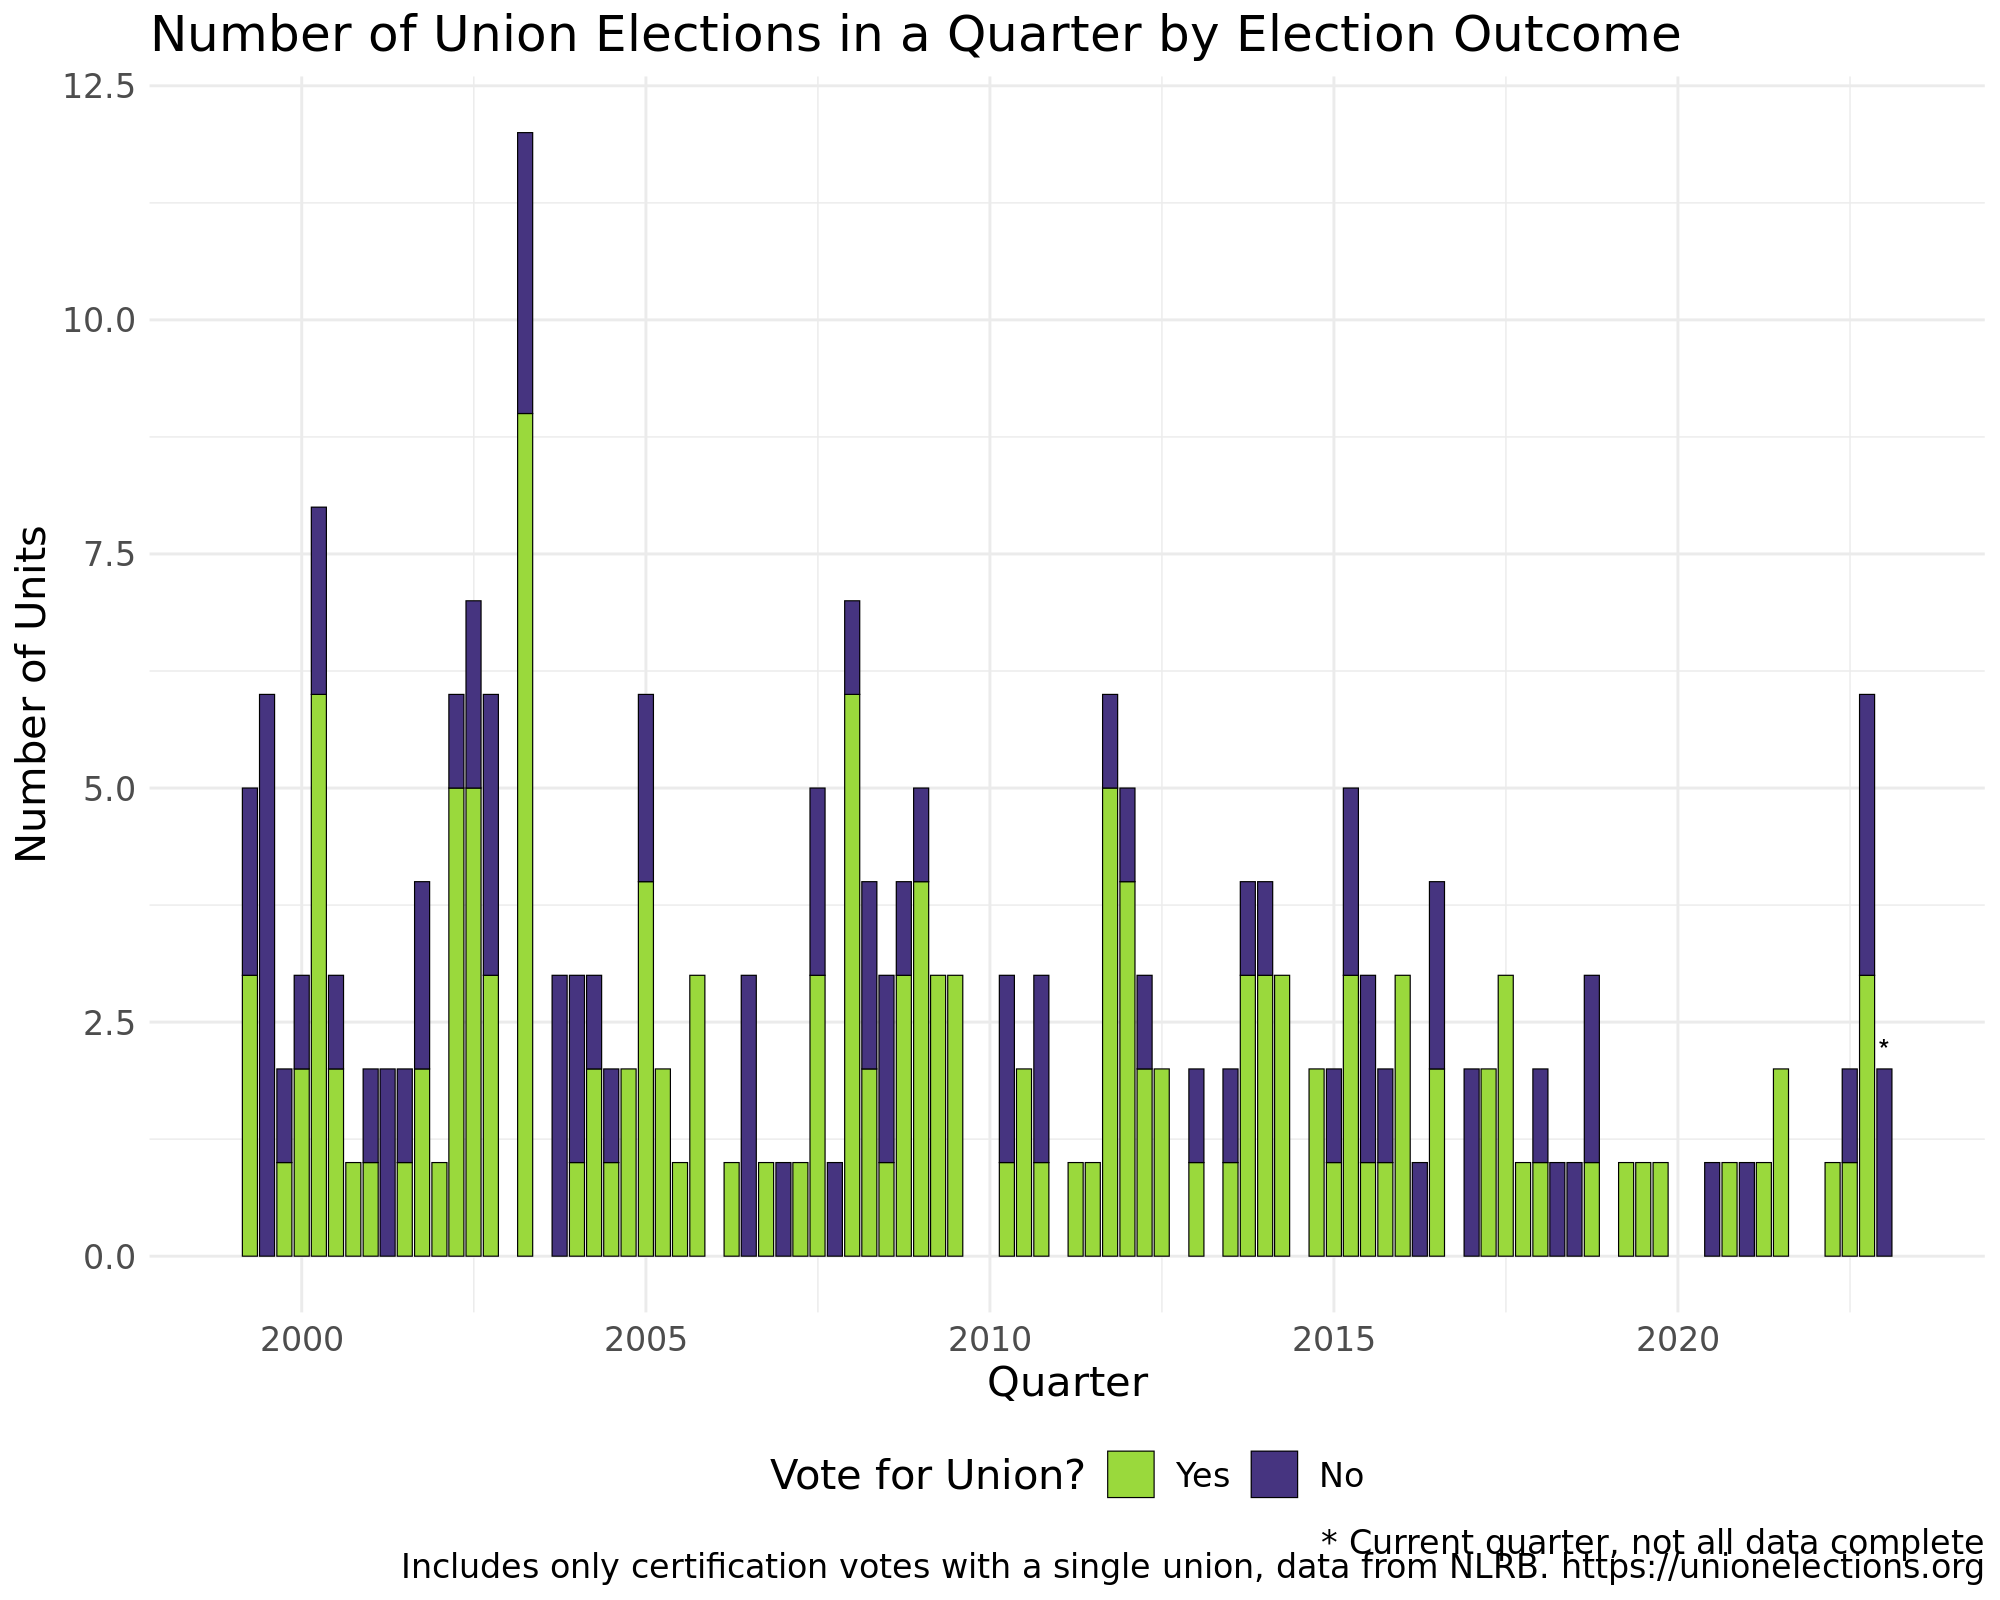 Number of Union Elections in a Quarter by Election Outcome
12.5
10.0
7.5
5.0
2.5
0.0
Number of Units
*
2000 2005 2010 2015 2020
Quarter
Vote for Union? Yes No
* Current quarter, not all data complete
Includes only certification votes with a single union, data from NLRB. https://unionelections.org